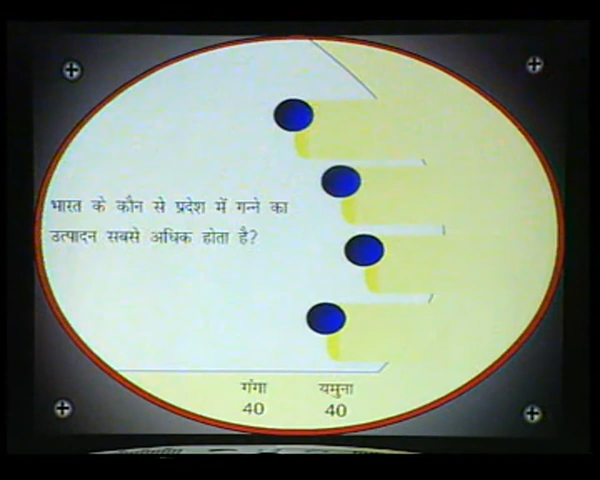 भारत के कौन से प्रदेश में गन्ने का
उत्पादन सबसे अधिक होता है?
गंगा यमुना
40 40